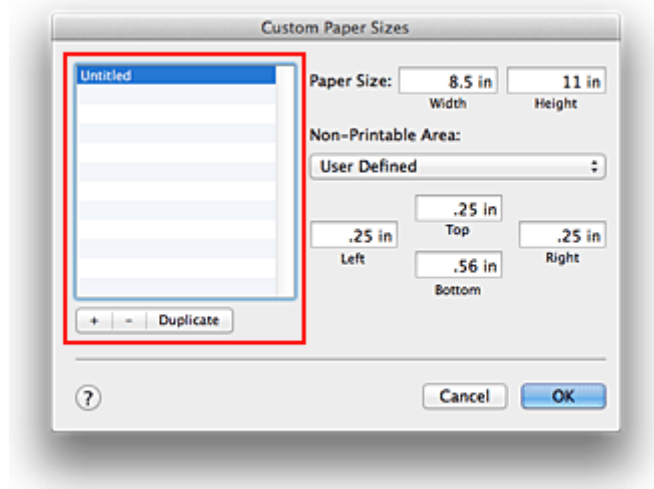 Custom Paper Sizes
Untitled
+ - Duplicate
Paper Size: 8.5 in 11 in
Width Height
Non-Printable Area:
User Defined
.25 in
Top
.25 in .25 in
Left Right
.56 in
Bottom
? Cancel OK